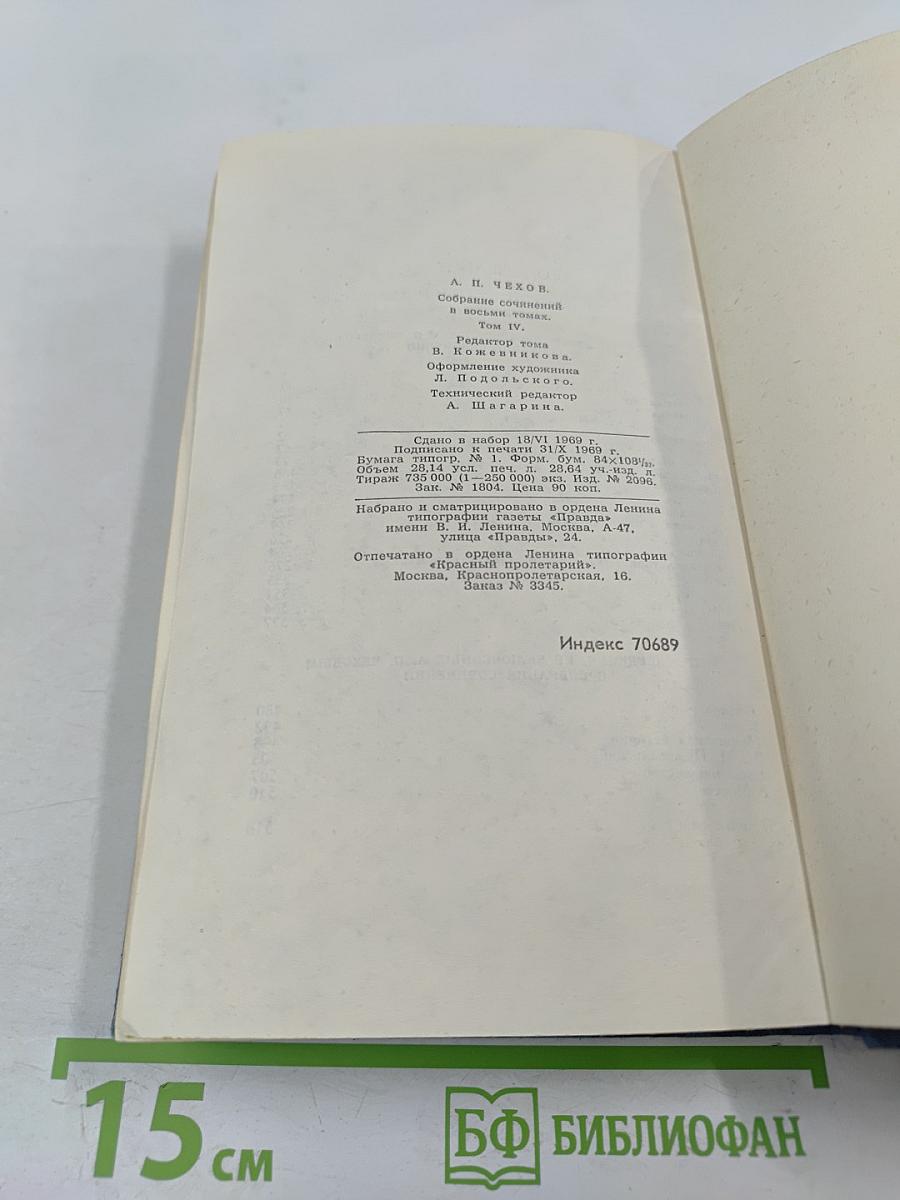 А. П. ЧЕХОВ.
Собрание сочинений
в восьми томах.
Том IV.
Редактор тома
В. Кожевникова.
Оформление художника
Л. Подольского.
Технический редактор
А. Шагарина.
Сдано в набор 18/VI 1969 г.
Подписано к печати 31/X 1969 г.
Бумага типогр. № 1. Форм. бум. 84×108¹/₃₂.
Объем 28,14 усл. печ. л. 28,64 уч.-изд. л.
Тираж 735 000 (1—250 000) экз. Изд. № 2096.
Зак. № 1804. Цена 90 коп.
Набрано и сматрицировано в ордена Ленина
типографии газеты «Правда»
имени В. И. Ленина. Москва, А-47,
улица «Правды», 24.
Отпечатано в ордена Ленина типографии
«Красный пролетарий».
Москва, Краснопролетарская, 16.
Заказ № 3345.
Индекс 70689
15 см
БФ БИБЛИОФАН